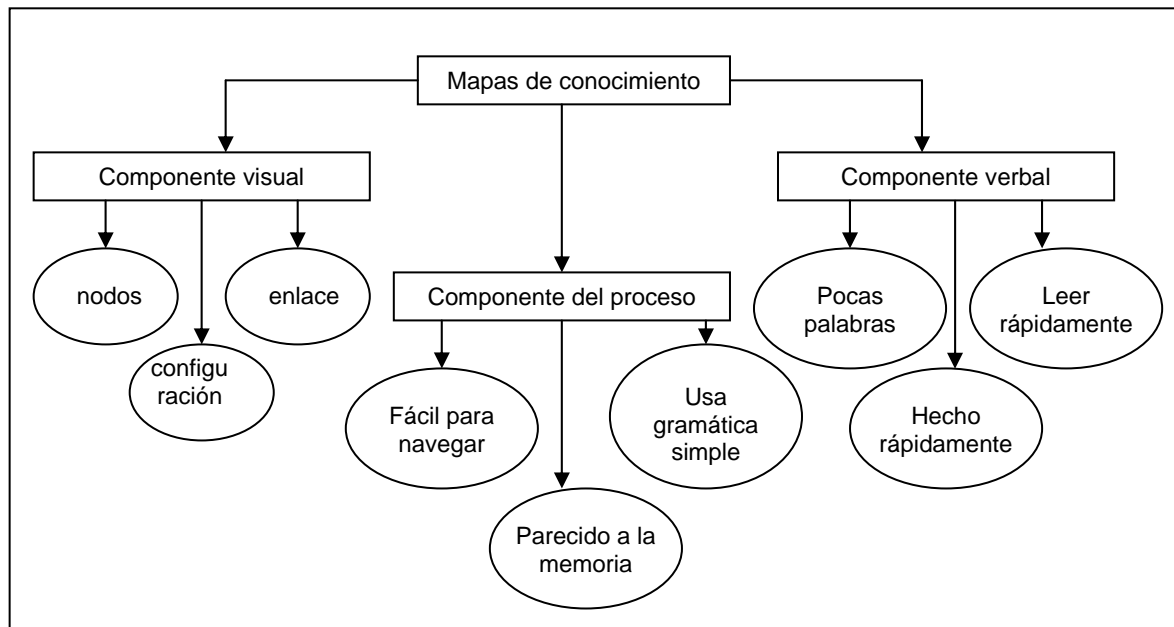 Mapas de conocimiento
Componente visual
Componente verbal
nodos
enlace
configu
ración
Componente del proceso
Fácil para
navegar
Parecido a la
memoria
Usa
gramática
simple
Pocas
palabras
Leer
rápidamente
Hecho
rápidamente